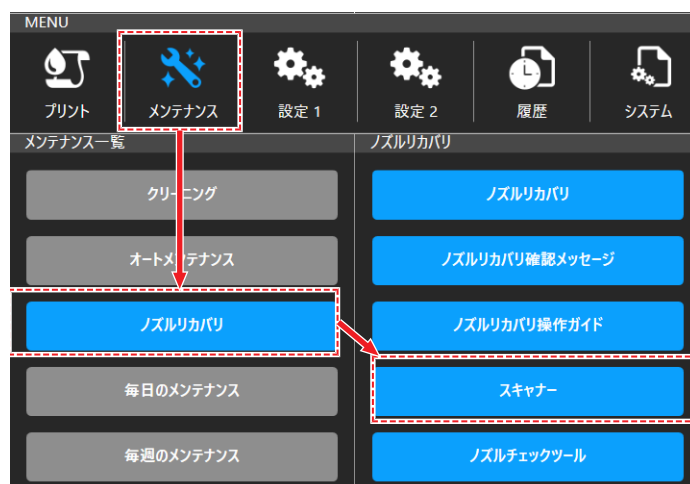 MENU
プリント
メンテナンス
設定 1
設定 2
履歴
システム
メンテナンス一覧
クリーニング
オートメンテナンス
ノズルリカバリ
毎日のメンテナンス
毎週のメンテナンス
ノズルリカバリ
ノズルリカバリ
ノズルリカバリ確認メッセージ
ノズルリカバリ操作ガイド
スキャナー
ノズルチェックツール